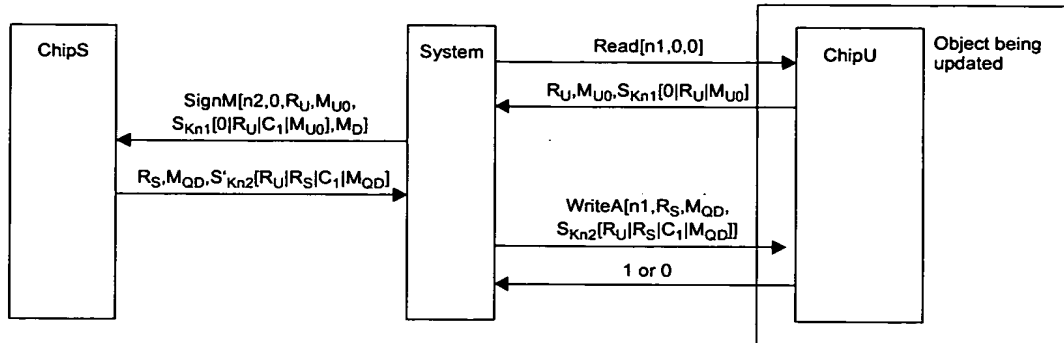 ChipS
System
ChipU
Object being
updated
Read[n1,0,0]
R_U,M_U0,S_Kn1{0|R_U|M_U0]
SignM[n2,0,R_U,M_U0,
S_Kn1{0|R_U|C_1|M_U0],M_D}
R_S,M_QD,S'_Kn2{R_U|R_S|C_1|M_QD]
WriteA[n1,R_S,M_QD,
S_Kn2{R_U|R_S|C_1|M_QD]]
1 or 0